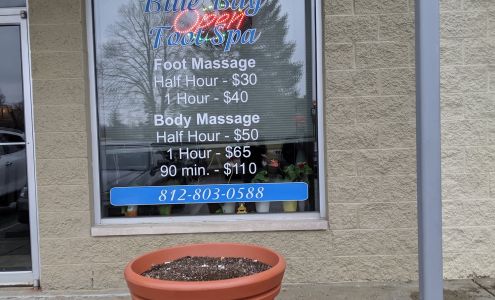 Blue Bay
Open
Foot Spa
Foot Massage
Half Hour - $30
1 Hour - $40
Body Massage
Half Hour - $50
1 Hour - $65
90 min. - $110
812-803-0588